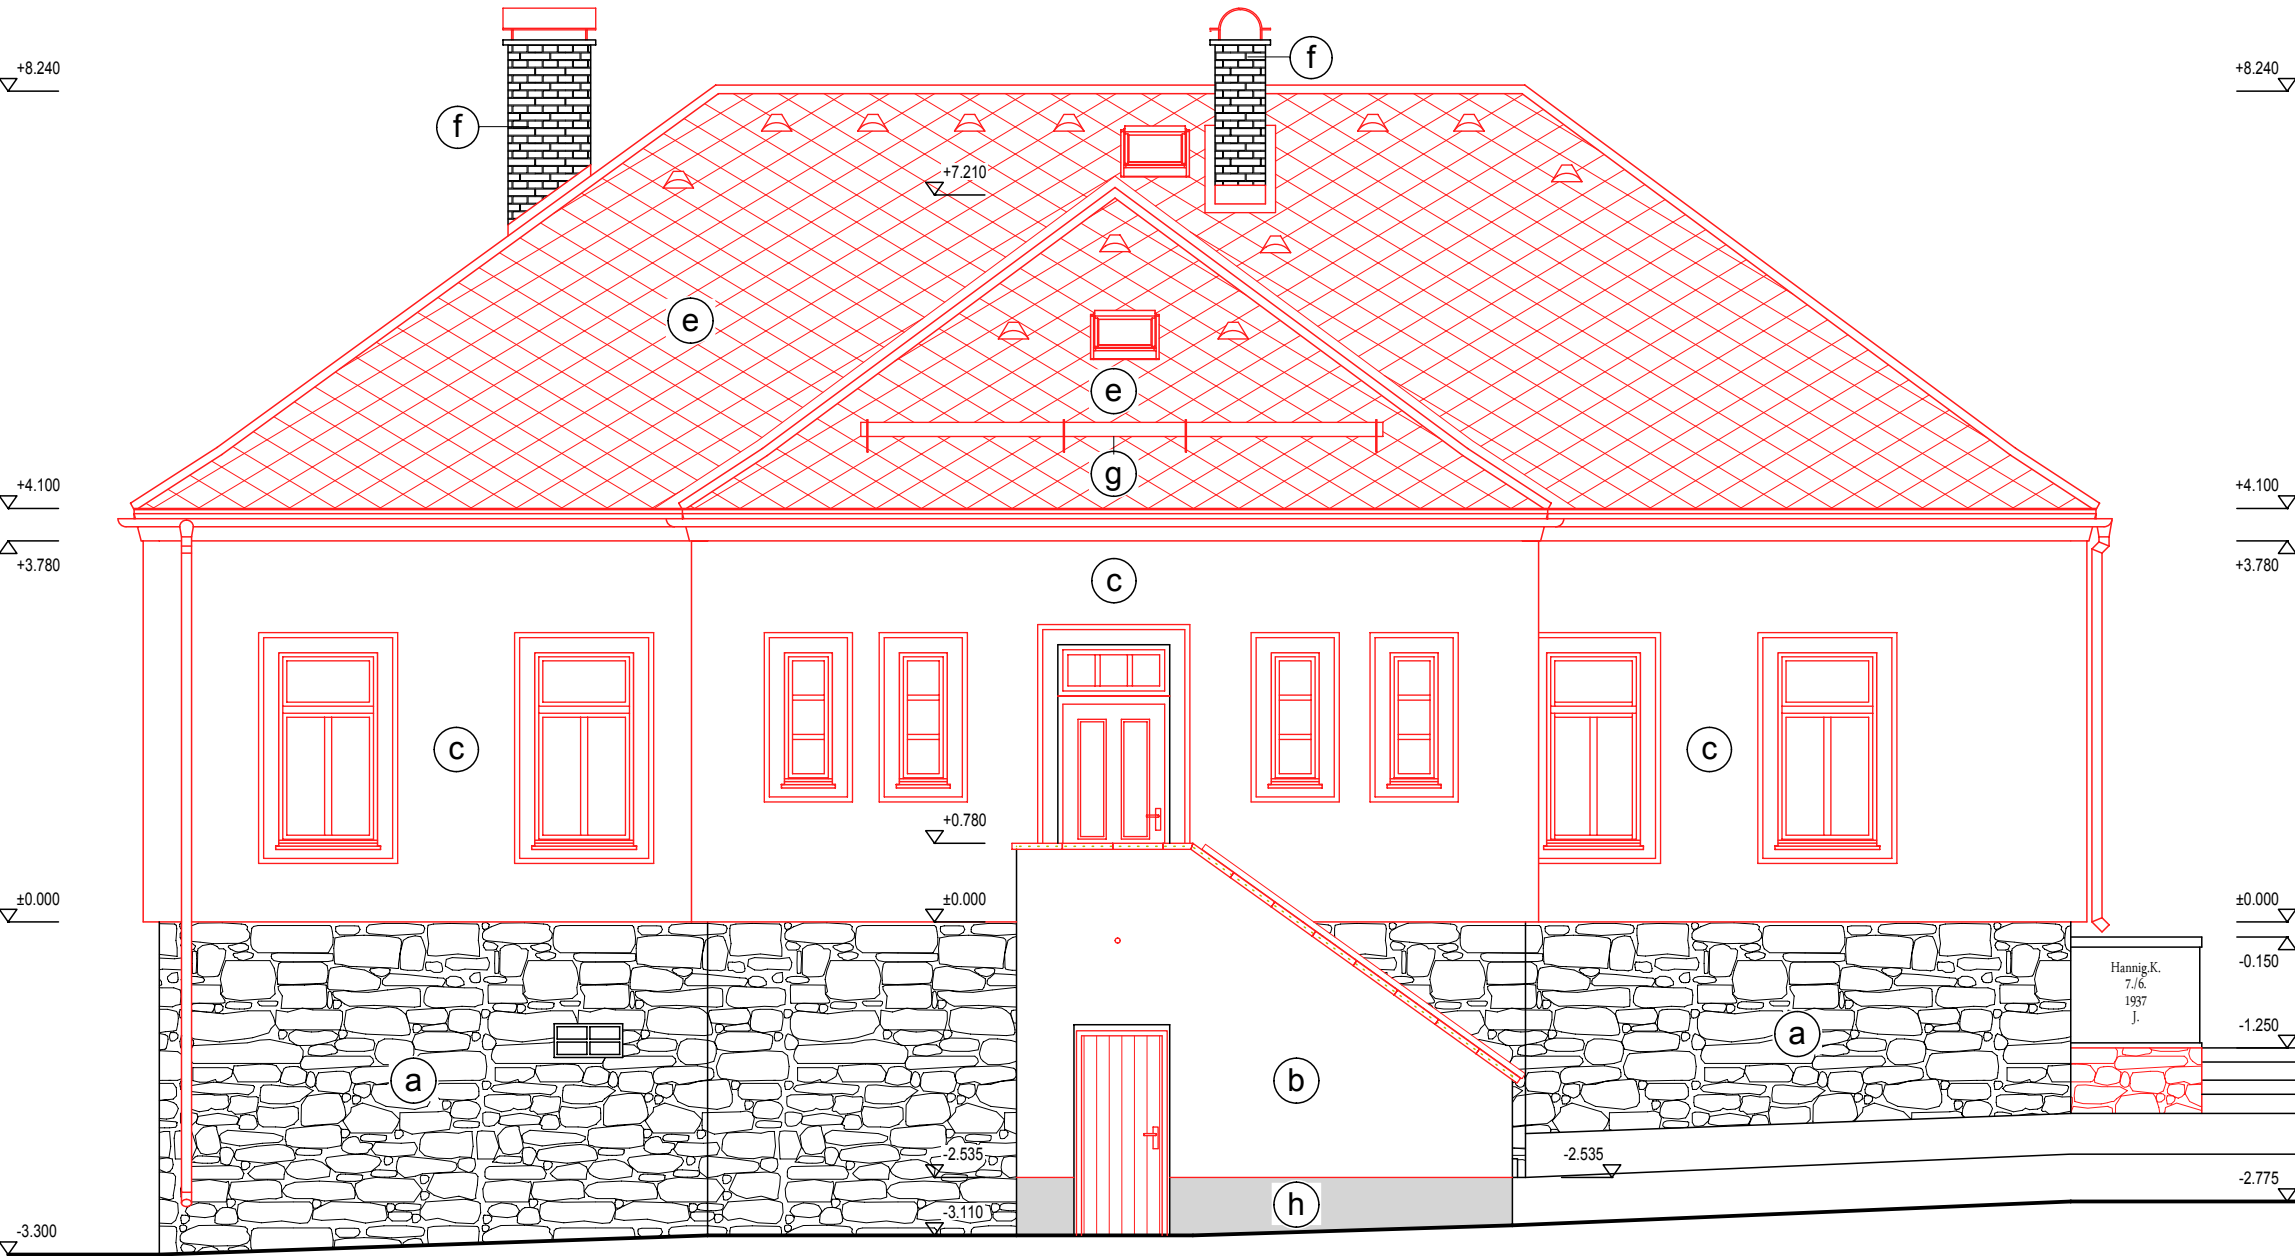 +8.240
f
+8.240
f
+7.210
e
e
g
+4.100
+4.100
+3.780
+3.780
c
c
c
+0.780
±0.000
±0.000
±0.000
-0.150
Hannig.K.
7./6.
1937
J.
-1.250
a
a
b
-2.535
-2.535
-2.775
h
-3.110
-3.300